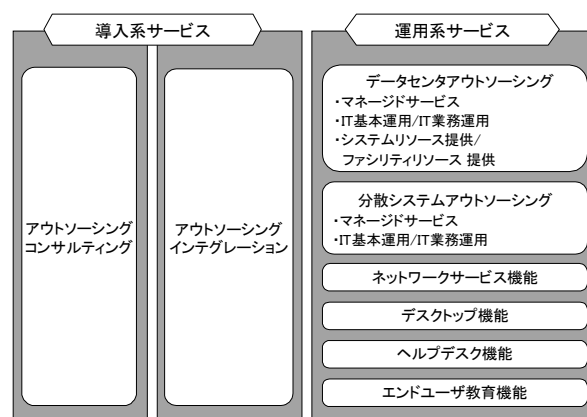 導入系サービス
アウトソーシング
コンサルティング
アウトソーシング
インテグレーション
運用系サービス
データセンタアウトソーシング
・マネージドサービス
・IT基本運用/IT業務運用
・システムリソース提供/
ファシリティリソース 提供
分散システムアウトソーシング
・マネージドサービス
・IT基本運用/IT業務運用
ネットワークサービス機能
デスクトップ機能
ヘルプデスク機能
エンドユーザ教育機能